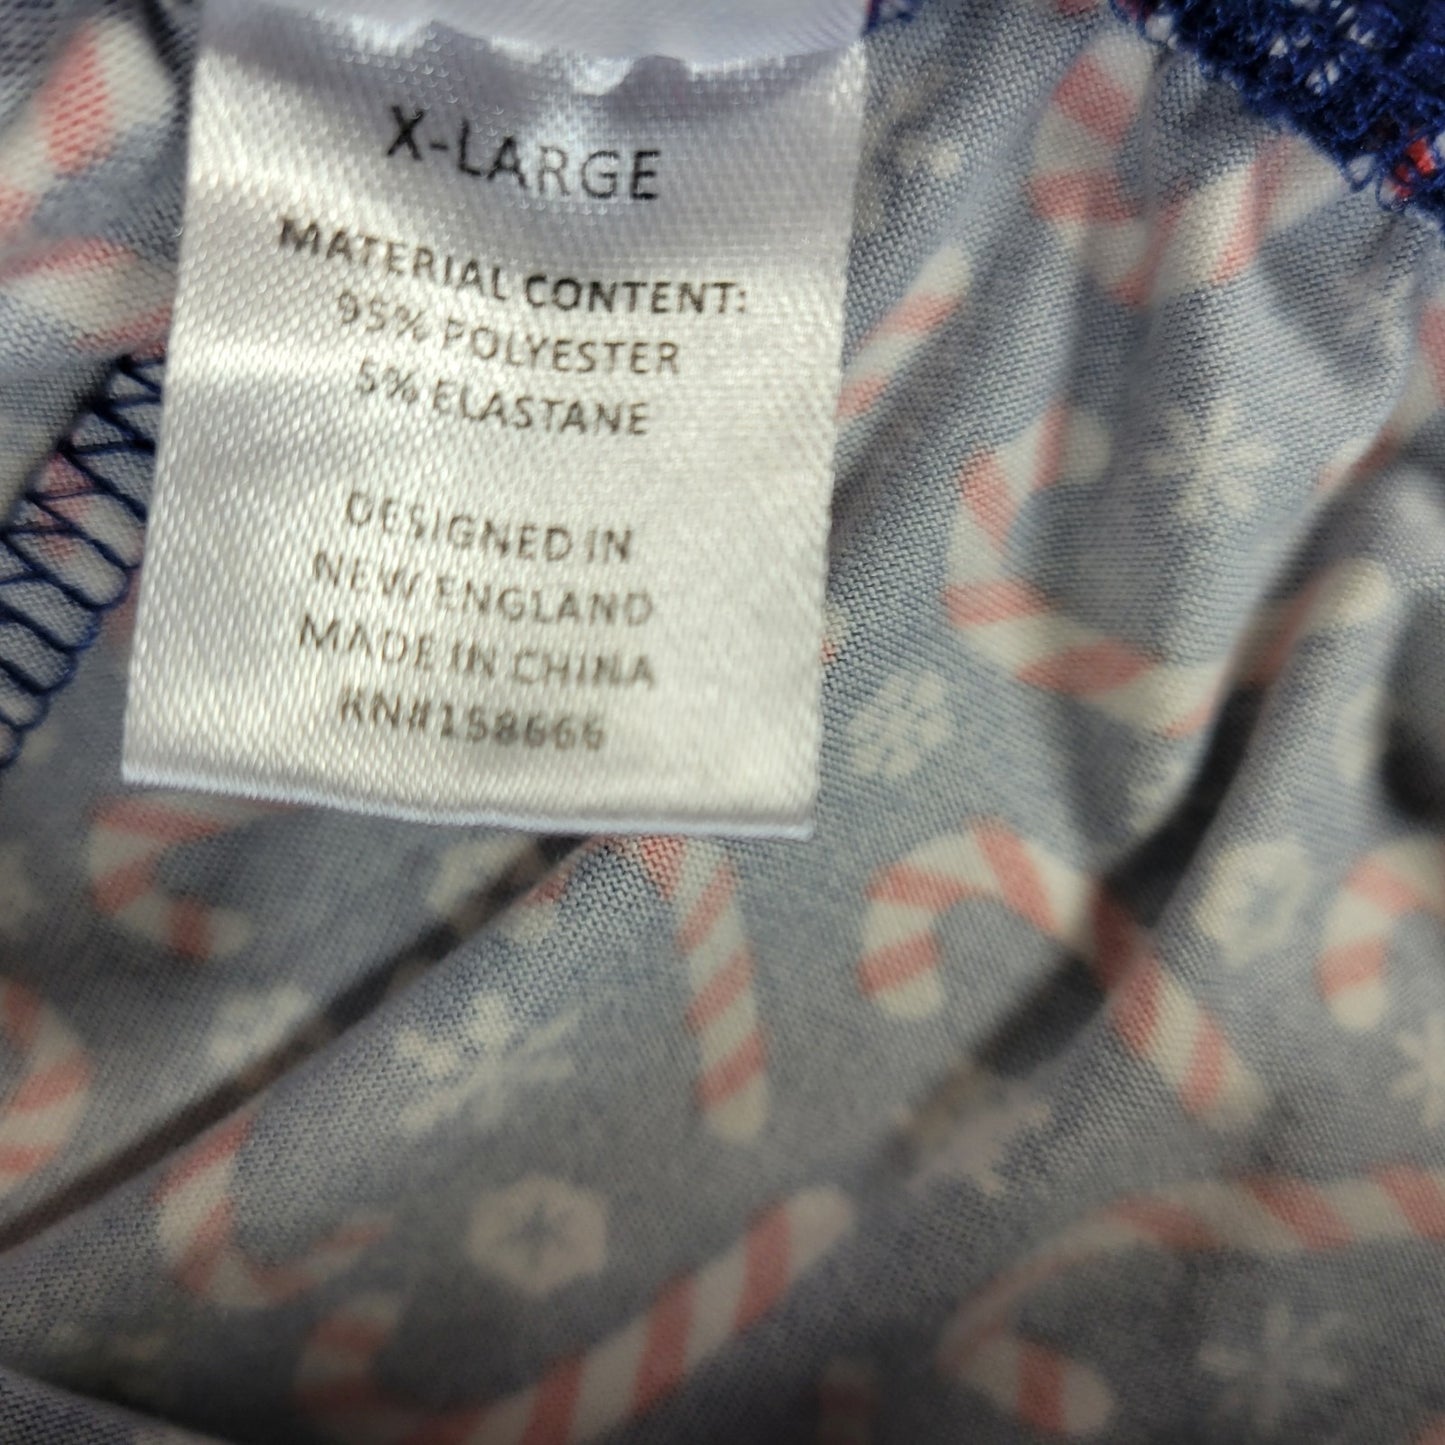 X-LARGE
MATERIAL CONTENT:
95% POLYESTER
5% ELASTANE
DESIGNED IN
NEW ENGLAND
MADE IN CHINA
RN#158666